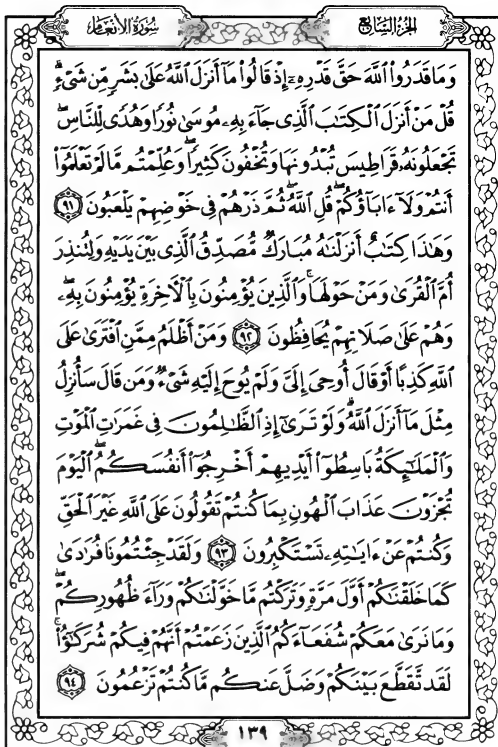 سورة الأنعام
الجزء السابع
وَمَا قَدَرُوا۟ ٱللَّهَ حَقَّ قَدْرِهِۦٓ إِذْ قَالُوا۟ مَآ أَنزَلَ ٱللَّهُ عَلَىٰ بَشَرٍ مِّن شَىْءٍ ۗ
قُلْ مَنْ أَنزَلَ ٱلْكِتَٰبَ ٱلَّذِى جَآءَ بِهِۦ مُوسَىٰ نُورًا وَهُدًى لِّلنَّاسِ ۖ
تَجْعَلُونَهُۥ قَرَاطِيسَ تُبْدُونَهَا وَتُخْفُونَ كَثِيرًا ۖ وَعُلِّمْتُم مَّا لَمْ تَعْلَمُوٓا۟
أَنتُمْ وَلَآ ءَابَآؤُكُمْ ۖ قُلِ ٱللَّهُ ۖ ثُمَّ ذَرْهُمْ فِى خَوْضِهِمْ يَلْعَبُونَ ٩١
وَهَٰذَا كِتَٰبٌ أَنزَلْنَٰهُ مُبَارَكٌ مُّصَدِّقُ ٱلَّذِى بَيْنَ يَدَيْهِ وَلِتُنذِرَ
أُمَّ ٱلْقُرَىٰ وَمَنْ حَوْلَهَا ۚ وَٱلَّذِينَ يُؤْمِنُونَ بِٱلْءَاخِرَةِ يُؤْمِنُونَ بِهِۦ ۖ
وَهُمْ عَلَىٰ صَلَاتِهِمْ يُحَافِظُونَ ٩٢ وَمَنْ أَظْلَمُ مِمَّنِ ٱفْتَرَىٰ عَلَى
ٱللَّهِ كَذِبًا أَوْ قَالَ أُوحِىَ إِلَىَّ وَلَمْ يُوحَ إِلَيْهِ شَىْءٌ وَمَن قَالَ سَأُنزِلُ
مِثْلَ مَآ أَنزَلَ ٱللَّهُ ۗ وَلَوْ تَرَىٰٓ إِذِ ٱلظَّٰلِمُونَ فِى غَمَرَٰتِ ٱلْمَوْتِ
وَٱلْمَلَٰٓئِكَةُ بَاسِطُوٓا۟ أَيْدِيهِمْ أَخْرِجُوٓا۟ أَنفُسَكُمُ ۖ ٱلْيَوْمَ
تُجْزَوْنَ عَذَابَ ٱلْهُونِ بِمَا كُنتُمْ تَقُولُونَ عَلَى ٱللَّهِ غَيْرَ ٱلْحَقِّ
وَكُنتُمْ عَنْ ءَايَٰتِهِۦ تَسْتَكْبِرُونَ ٩٣ وَلَقَدْ جِئْتُمُونَا فُرَٰدَىٰ
كَمَا خَلَقْنَٰكُمْ أَوَّلَ مَرَّةٍ وَتَرَكْتُم مَّا خَوَّلْنَٰكُمْ وَرَآءَ ظُهُورِكُمْ ۖ
وَمَا نَرَىٰ مَعَكُمْ شُفَعَآءَكُمُ ٱلَّذِينَ زَعَمْتُمْ أَنَّهُمْ فِيكُمْ شُرَكَٰٓؤُا۟ ۚ
لَقَد تَّقَطَّعَ بَيْنَكُمْ وَضَلَّ عَنكُم مَّا كُنتُمْ تَزْعُمُونَ ٩٤
١٣٩